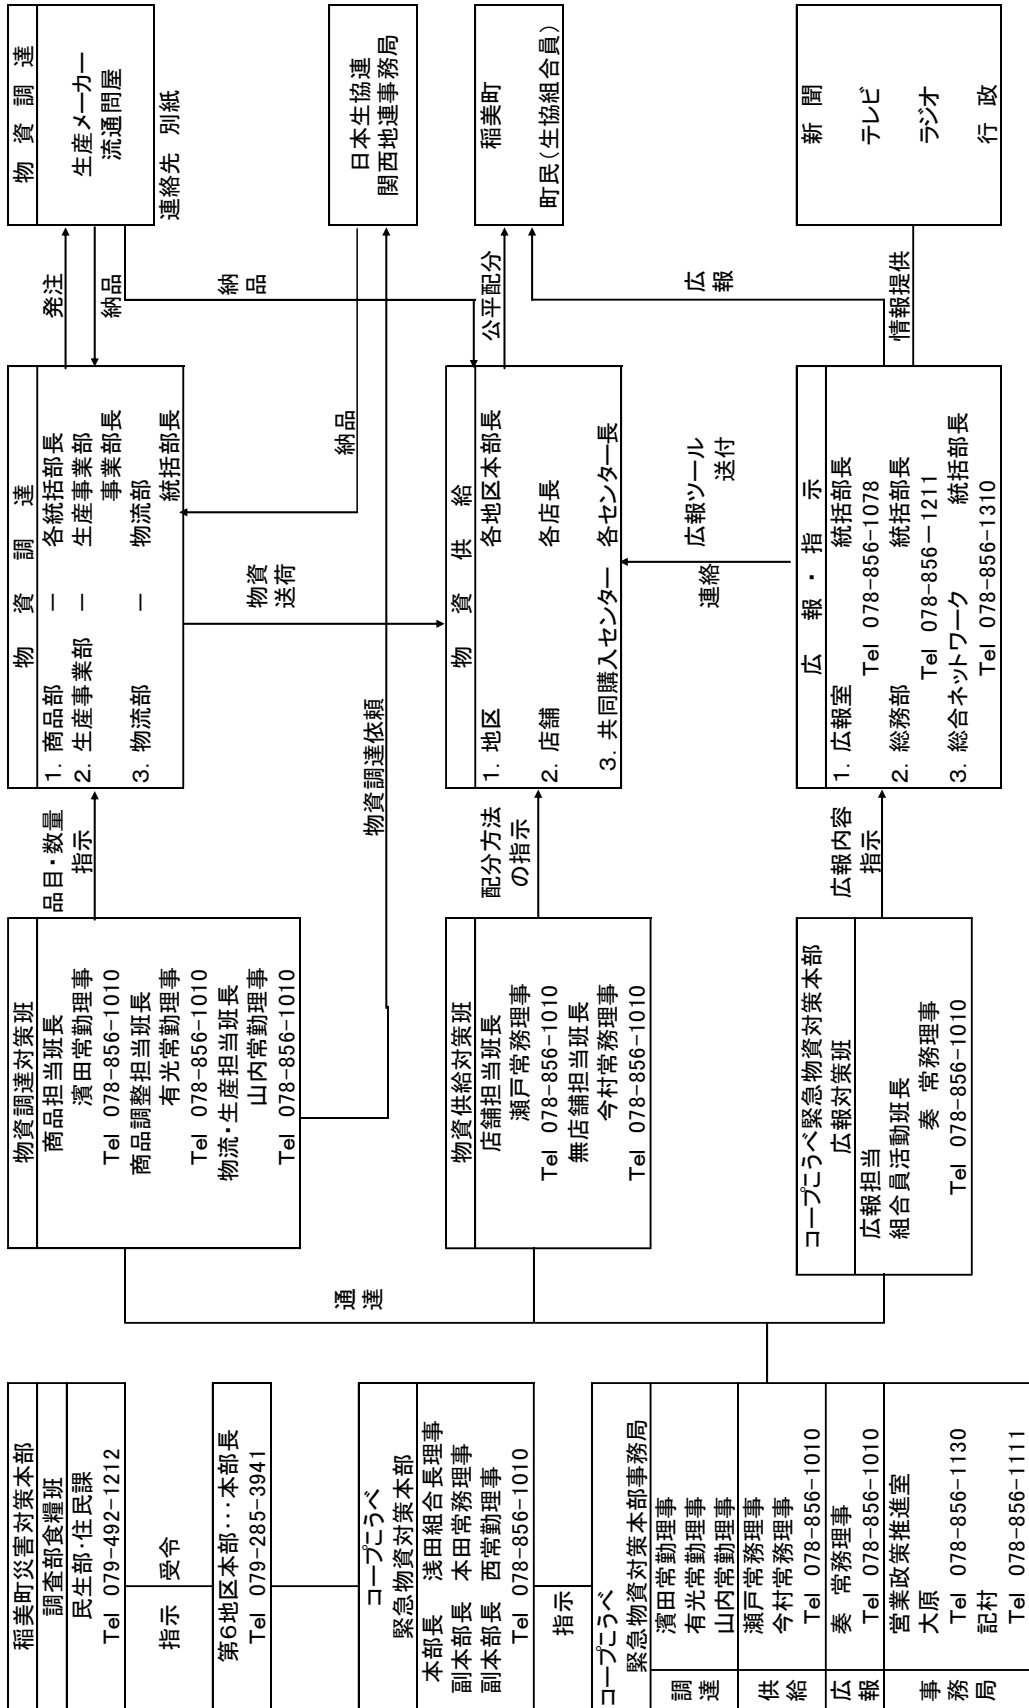 稲美町災害対策本部
調査部食糧班
民生部・住民課
Tel 079-492-1212
指示 受令
第6地区本部・・・本部長
Tel 079-285-3941
コープこうべ
緊急物資対策本部
本部長 浅田組合長理事
副本部長 本田常務理事
副本部長 西常勤理事
Tel 078-856-1010
指示
コープこうべ
緊急物資対策本部事務局
調達
濱田常勤理事
有光常勤理事
山内常勤理事
供給
瀬戸常務理事
今村常務理事
Tel 078-856-1010
広報
奏 常務理事
Tel 078-856-1010
事務局
営業政策推進室
大原
Tel 078-856-1130
記村
Tel 078-856-1111
通達
物資調達対策班
商品担当班長
濱田常勤理事
Tel 078-856-1010
商品調整担当班長
有光常勤理事
Tel 078-856-1010
物流・生産担当班長
山内常勤理事
Tel 078-856-1010
物資供給対策班
店舗担当班長
瀬戸常務理事
Tel 078-856-1010
無店舗担当班長
今村常務理事
Tel 078-856-1010
コープこうべ緊急物資対策本部
広報対策班
広報担当
組合員活動班長
奏 常務理事
Tel 078-856-1010
品目・数量
指示
物資調達依頼
配分方法
の指示
広報内容
指示
物 資 調 達
1. 商品部 － 各統括部長
2. 生産事業部 － 生産事業部
事業部長
3. 物流部 － 物流部
統括部長
物資
送荷
物 資 供 給
1. 地区 各地区本部長
2. 店舗 各店長
3. 共同購入センター 各センター長
連絡
広報ツール
送付
広 報 ・ 指 示
1. 広報室 統括部長
Tel 078-856-1078
2. 総務部 統括部長
Tel 078-856－1211
3. 総合ネットワーク 統括部長
Tel 078-856-1310
発注
納品
納品
納品
公平配分
広報
情報提供
物 資 調 達
生産メーカー
流通問屋
連絡先 別紙
日本生協連
関西地連事務局
稲美町
町民(生協組合員)
新 聞
テレビ
ラジオ
行 政